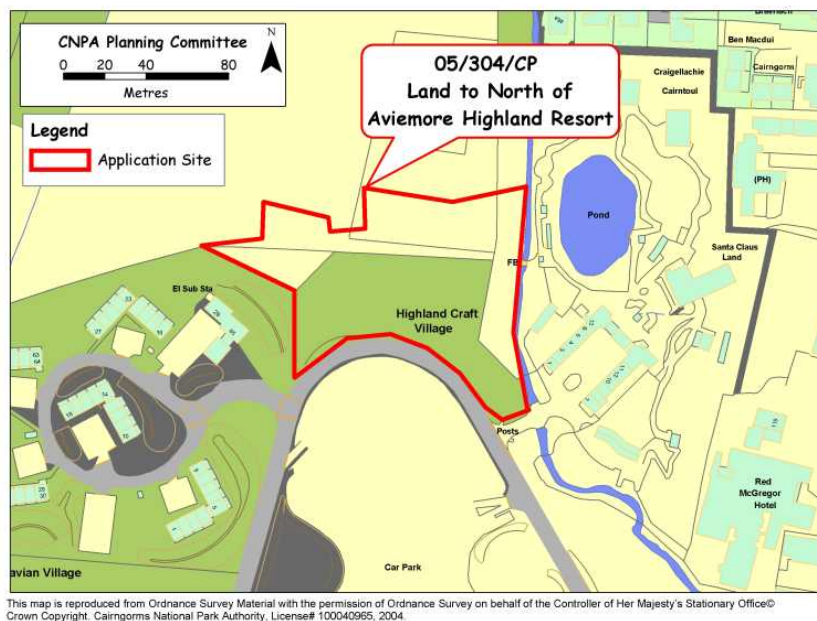 CNPA Planning Committee
N
0 20 40 80
Metres
Legend
Application Site
05/304/CP
Land to North of
Aviemore Highland Resort
Ben Macdui
Cairngorm
Craigellachie
Cairntoul
(PH)
Pond
Santa Claus
Land
FB
El Sub Sta
Highland Craft
Village
Posts
Red
McGregor
Hotel
Car Park
avian Village
This map is reproduced from Ordnance Survey Material with the permission of Ordnance Survey on behalf of the Controller of Her Majesty's Stationary Office©
Crown Copyright. Cairngorms National Park Authority, License# 100040965, 2004.